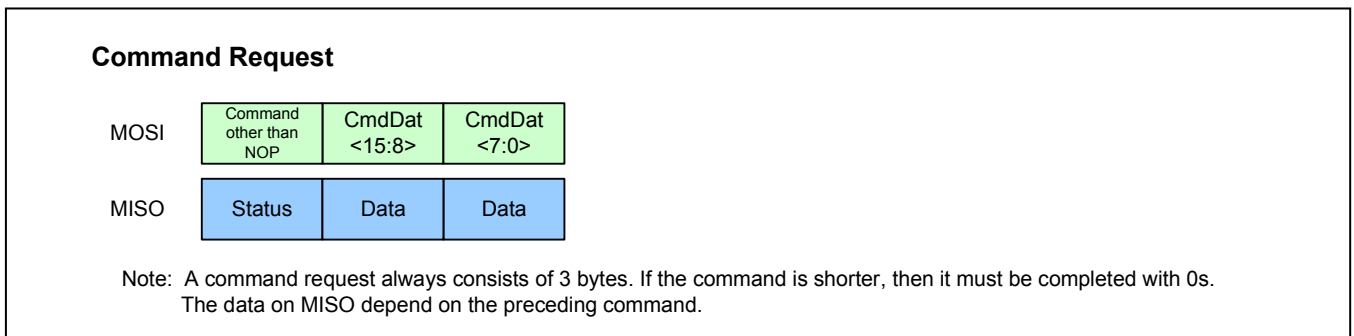 Command Request
MOSI
Command
other than
NOP
CmdDat
<15:8>
CmdDat
<7:0>
MISO
Status
Data
Data
Note: A command request always consists of 3 bytes. If the command is shorter, then it must be completed with 0s.
The data on MISO depend on the preceding command.